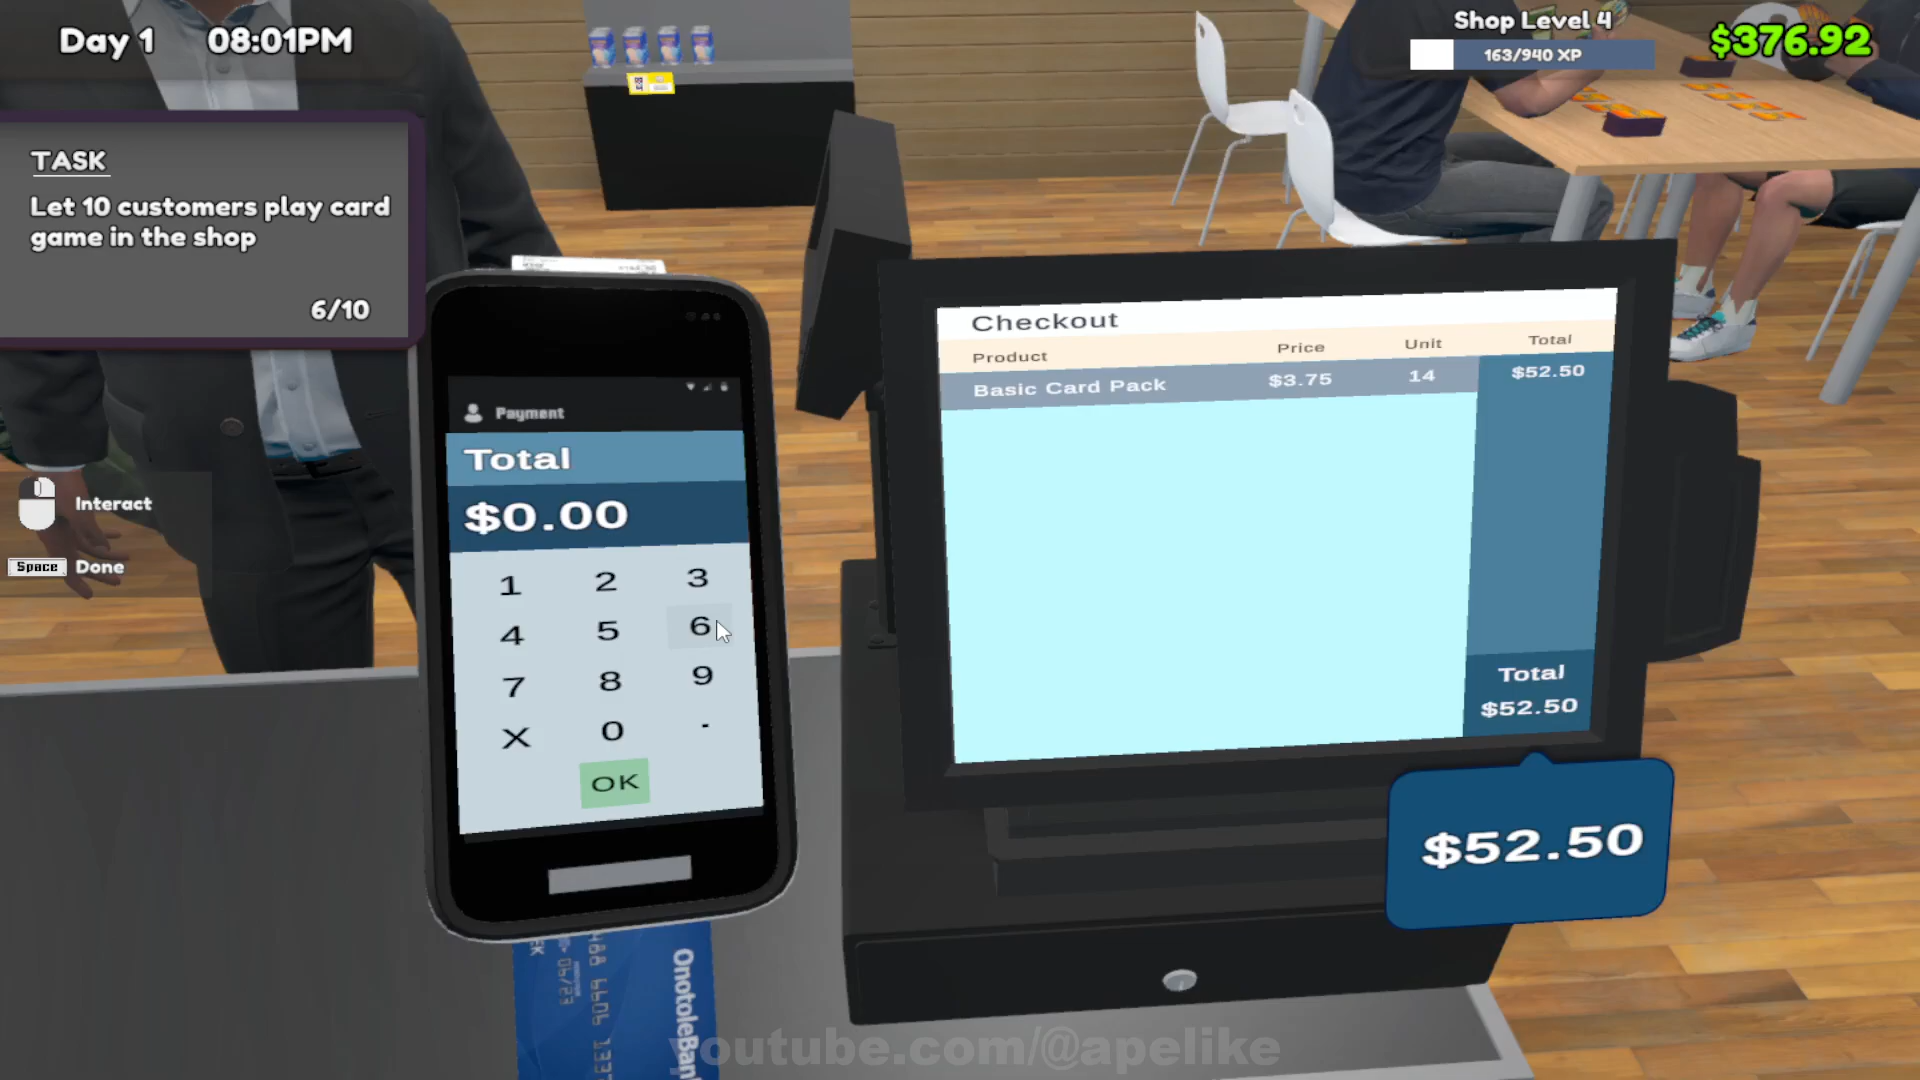 Day 1 08:01PM
Shop Level 4
163/940 XP
$376.92
TASK
Let 10 customers play card
game in the shop
6/10
Interact
Space Done
Payment
Total
$0.00
1 2 3
4 5 6
7 8 9
X 0 .
OK
Checkout
Product Price Unit Total
Basic Card Pack $3.75 14 $52.50
Total
$52.50
$52.50
OnotoleBank
youtube.com/@apelike